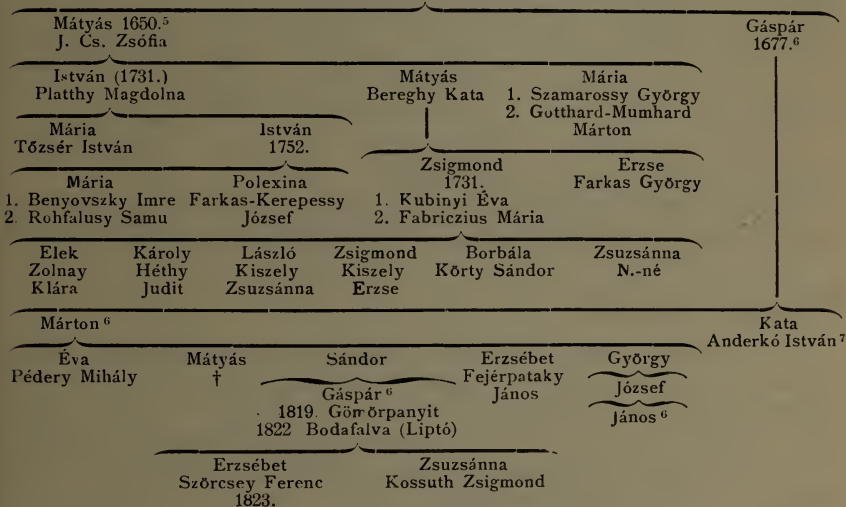 Mátyás 1650.⁵ Gáspár
J. Cs. Zsófia 1677.⁶
István (1731.) Mátyás Mária
Platthy Magdolna Bereghy Kata 1. Szamarossy György
2. Gotthard-Mumhard
Mária István Márton
Tőzsér István 1752.
Zsigmond Erzse
Mária Polexina 1731. Farkas György
1. Benyovszky Imre Farkas-Kerepessy 1. Kubinyi Éva
2. Rohfalusy Samu József 2. Fabriczius Mária
Elek Károly László Zsigmond Borbála Zsuzsánna
Zolnay Héthy Kiszely Kiszely Körty Sándor N.-né
Klára Judit Zsuzsánna Erzse
Márton ⁶ Kata
Anderkó István ⁷
Éva Mátyás Sándor Erzsébet György
Pédery Mihály † Fejérpataky József
Gáspár ⁶ János
1819. Gömörpanyit János ⁶
1822 Bodafalva (Liptó)
Erzsébet Zsuzsánna
Szörcsey Ferenc Kossuth Zsigmond
1823.